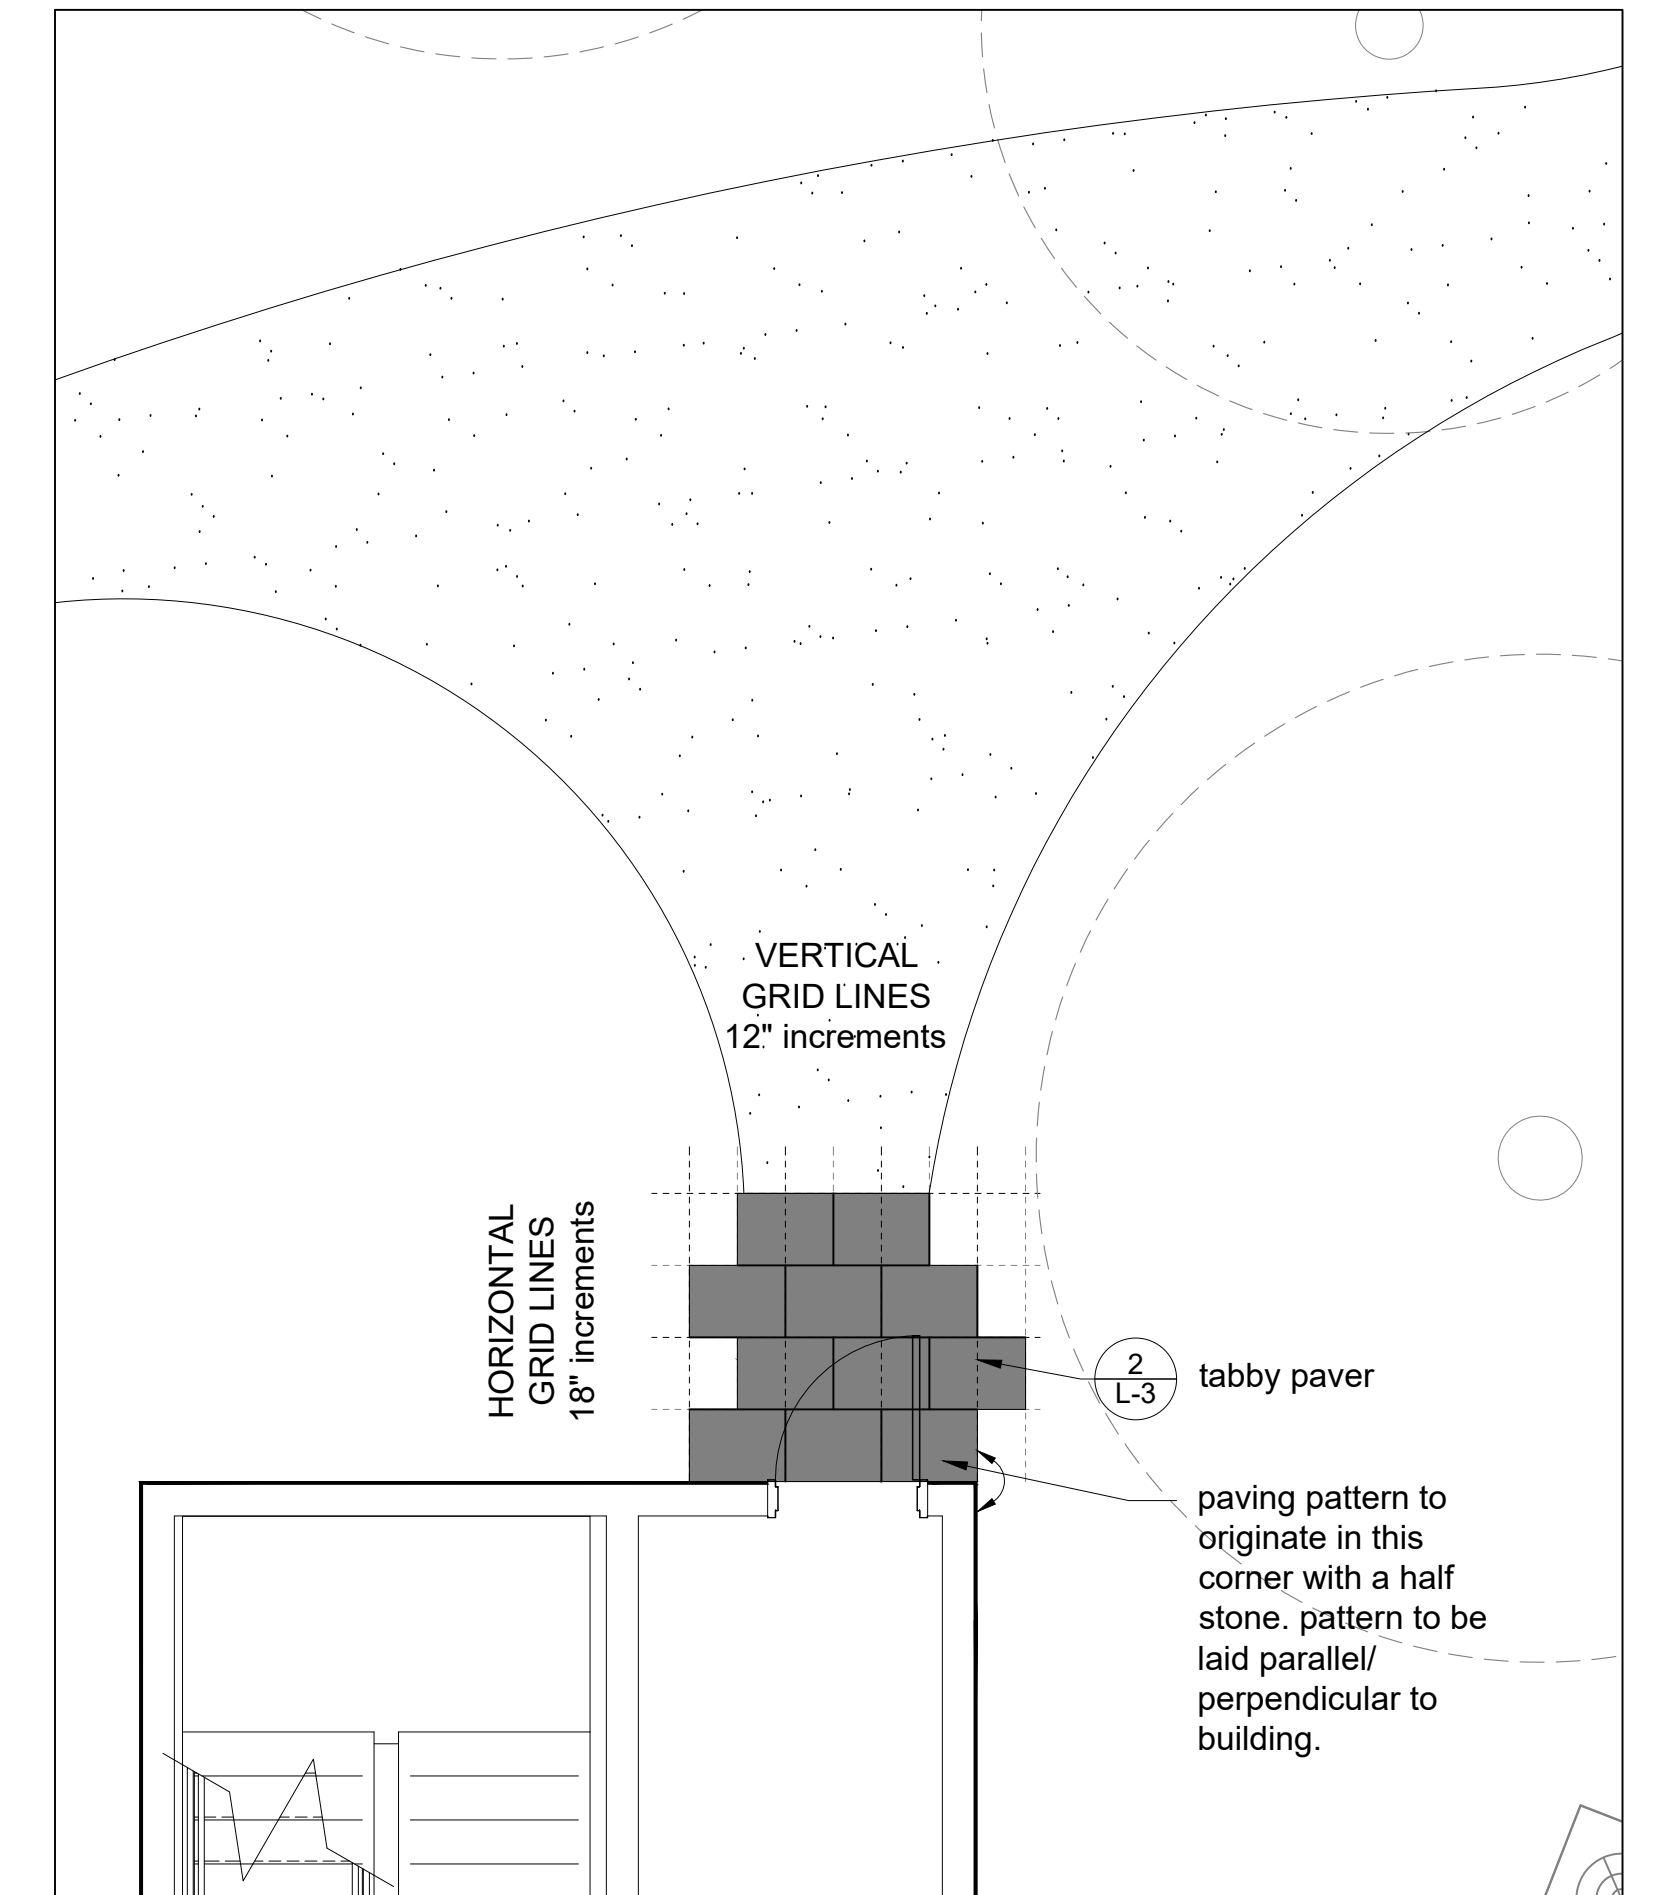 VERTICAL
GRID LINES
12" increments
HORIZONTAL
GRID LINES
18" increments
2
L-3
tabby paver
paving pattern to
originate in this
corner with a half
stone. pattern to be
laid parallel/
perpendicular to
building.